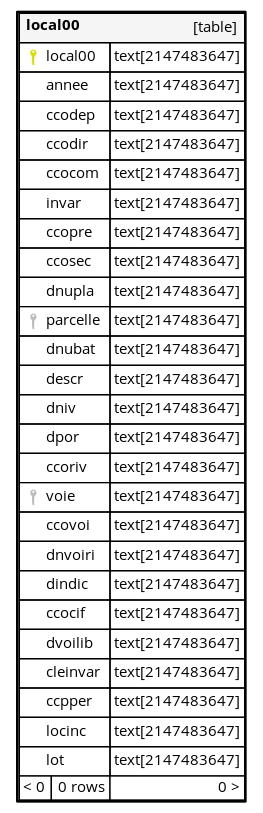 local00 [table]
local00 text[2147483647]
annee text[2147483647]
ccodep text[2147483647]
ccodir text[2147483647]
ccocom text[2147483647]
invar text[2147483647]
ccopre text[2147483647]
ccosec text[2147483647]
dnupla text[2147483647]
parcelle text[2147483647]
dnubat text[2147483647]
descr text[2147483647]
dniv text[2147483647]
dpor text[2147483647]
ccoriv text[2147483647]
voie text[2147483647]
ccovoi text[2147483647]
dnvoiri text[2147483647]
dindic text[2147483647]
ccocif text[2147483647]
dvoilib text[2147483647]
cleinvar text[2147483647]
ccpper text[2147483647]
locinc text[2147483647]
lot text[2147483647]
< 0 0 rows 0 >